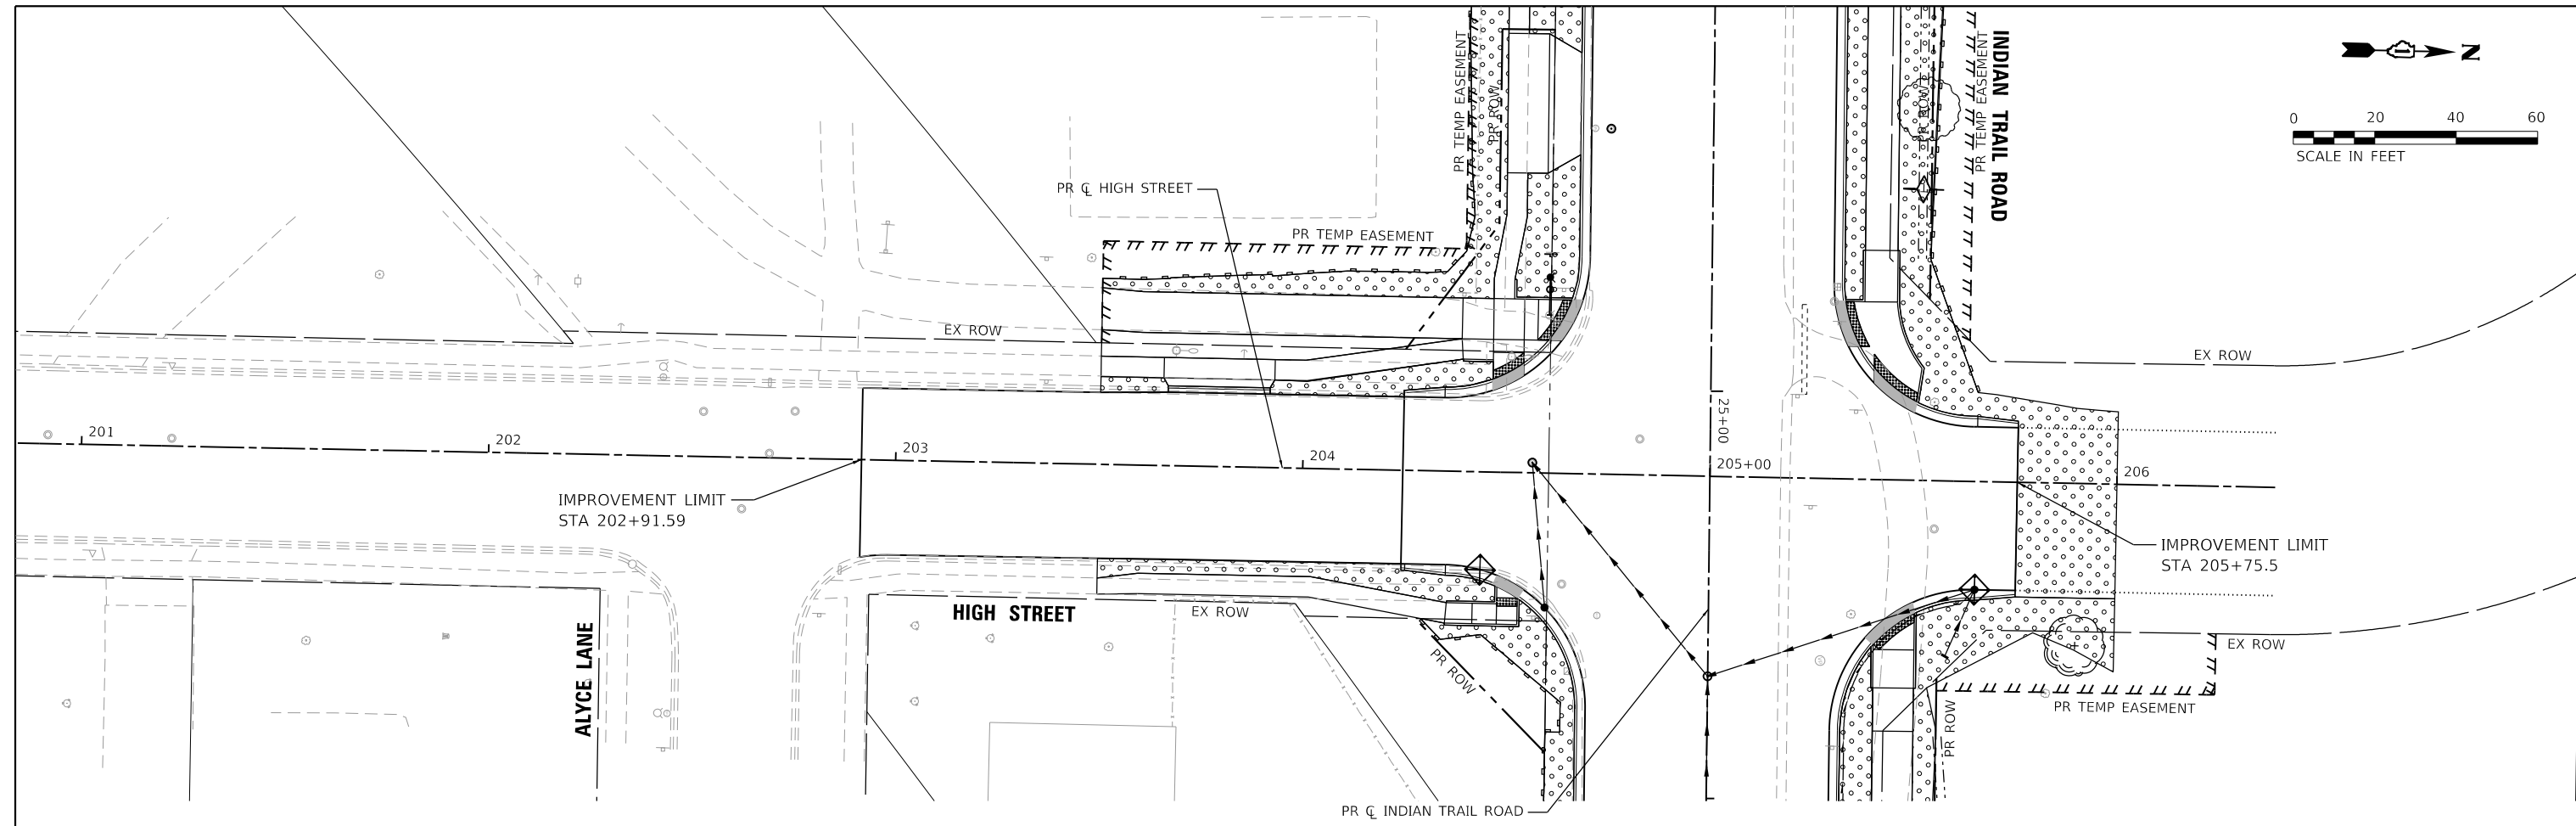 PR TEMP EASEMENT
PR ROW
PR ROW
PR TEMP EASEMENT
INDIAN TRAIL ROAD
N
0 20 40 60
SCALE IN FEET
PR ℄ HIGH STREET
PR TEMP EASEMENT
EX ROW
EX ROW
25+00
201
202
203
204
205+00
206
IMPROVEMENT LIMIT
STA 202+91.59
IMPROVEMENT LIMIT
STA 205+75.5
HIGH STREET
EX ROW
ALYCE LANE
PR ROW
EX ROW
PR TEMP EASEMENT
PR ROW
PR ℄ INDIAN TRAIL ROAD